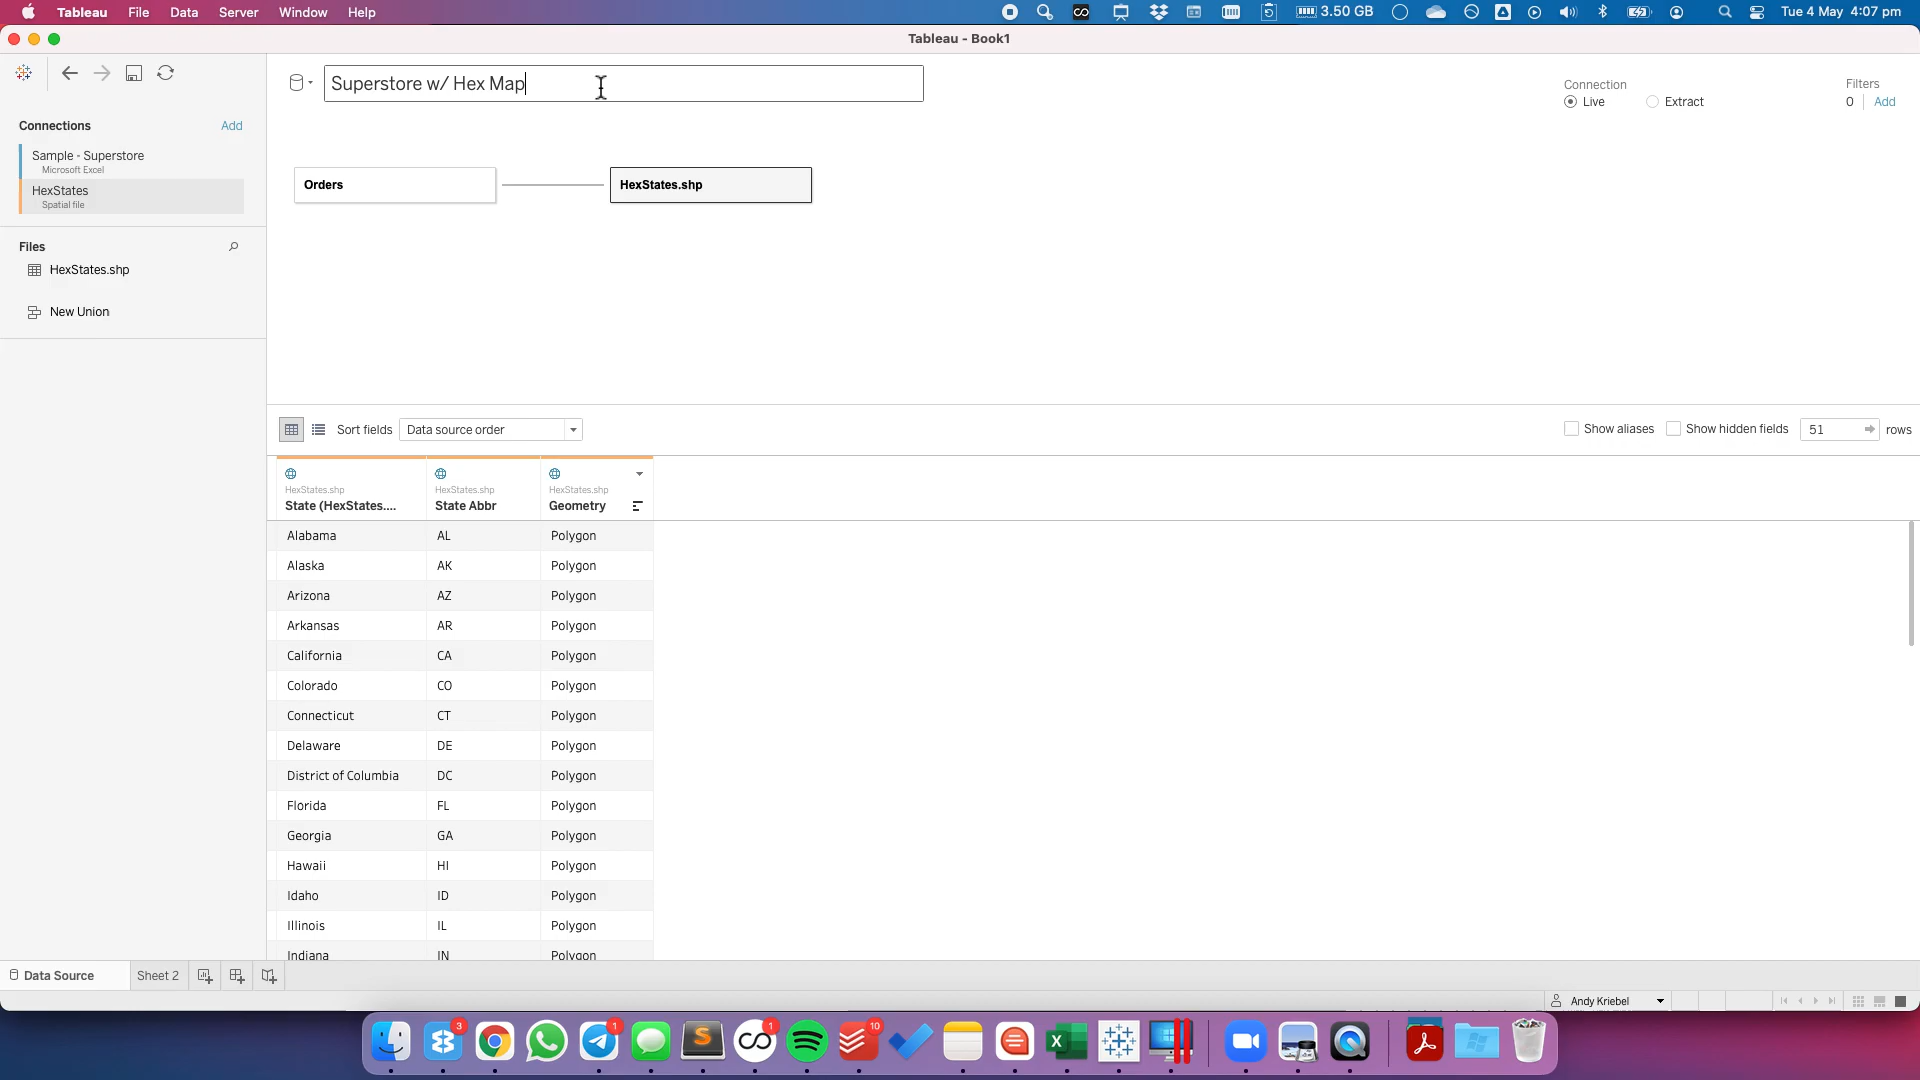 Tableau File Data Server Window Help 3.50 GB Tue 4 May 4:07 pm
Tableau - Book1
Superstore w/ Hex Map
Connection
Live Extract
Filters
0 Add
Connections Add
Sample - Superstore
Microsoft Excel
HexStates
Spatial file
Files
HexStates.shp
New Union
Orders HexStates.shp
Sort fields Data source order Show aliases Show hidden fields 51 rows
HexStates.shp HexStates.shp HexStates.shp
State (HexStates.... State Abbr Geometry
Alabama AL Polygon
Alaska AK Polygon
Arizona AZ Polygon
Arkansas AR Polygon
California CA Polygon
Colorado CO Polygon
Connecticut CT Polygon
Delaware DE Polygon
District of Columbia DC Polygon
Florida FL Polygon
Georgia GA Polygon
Hawaii HI Polygon
Idaho ID Polygon
Illinois IL Polygon
Indiana IN Polygon
Data Source Sheet 2
Andy Kriebel
3 1 1 10